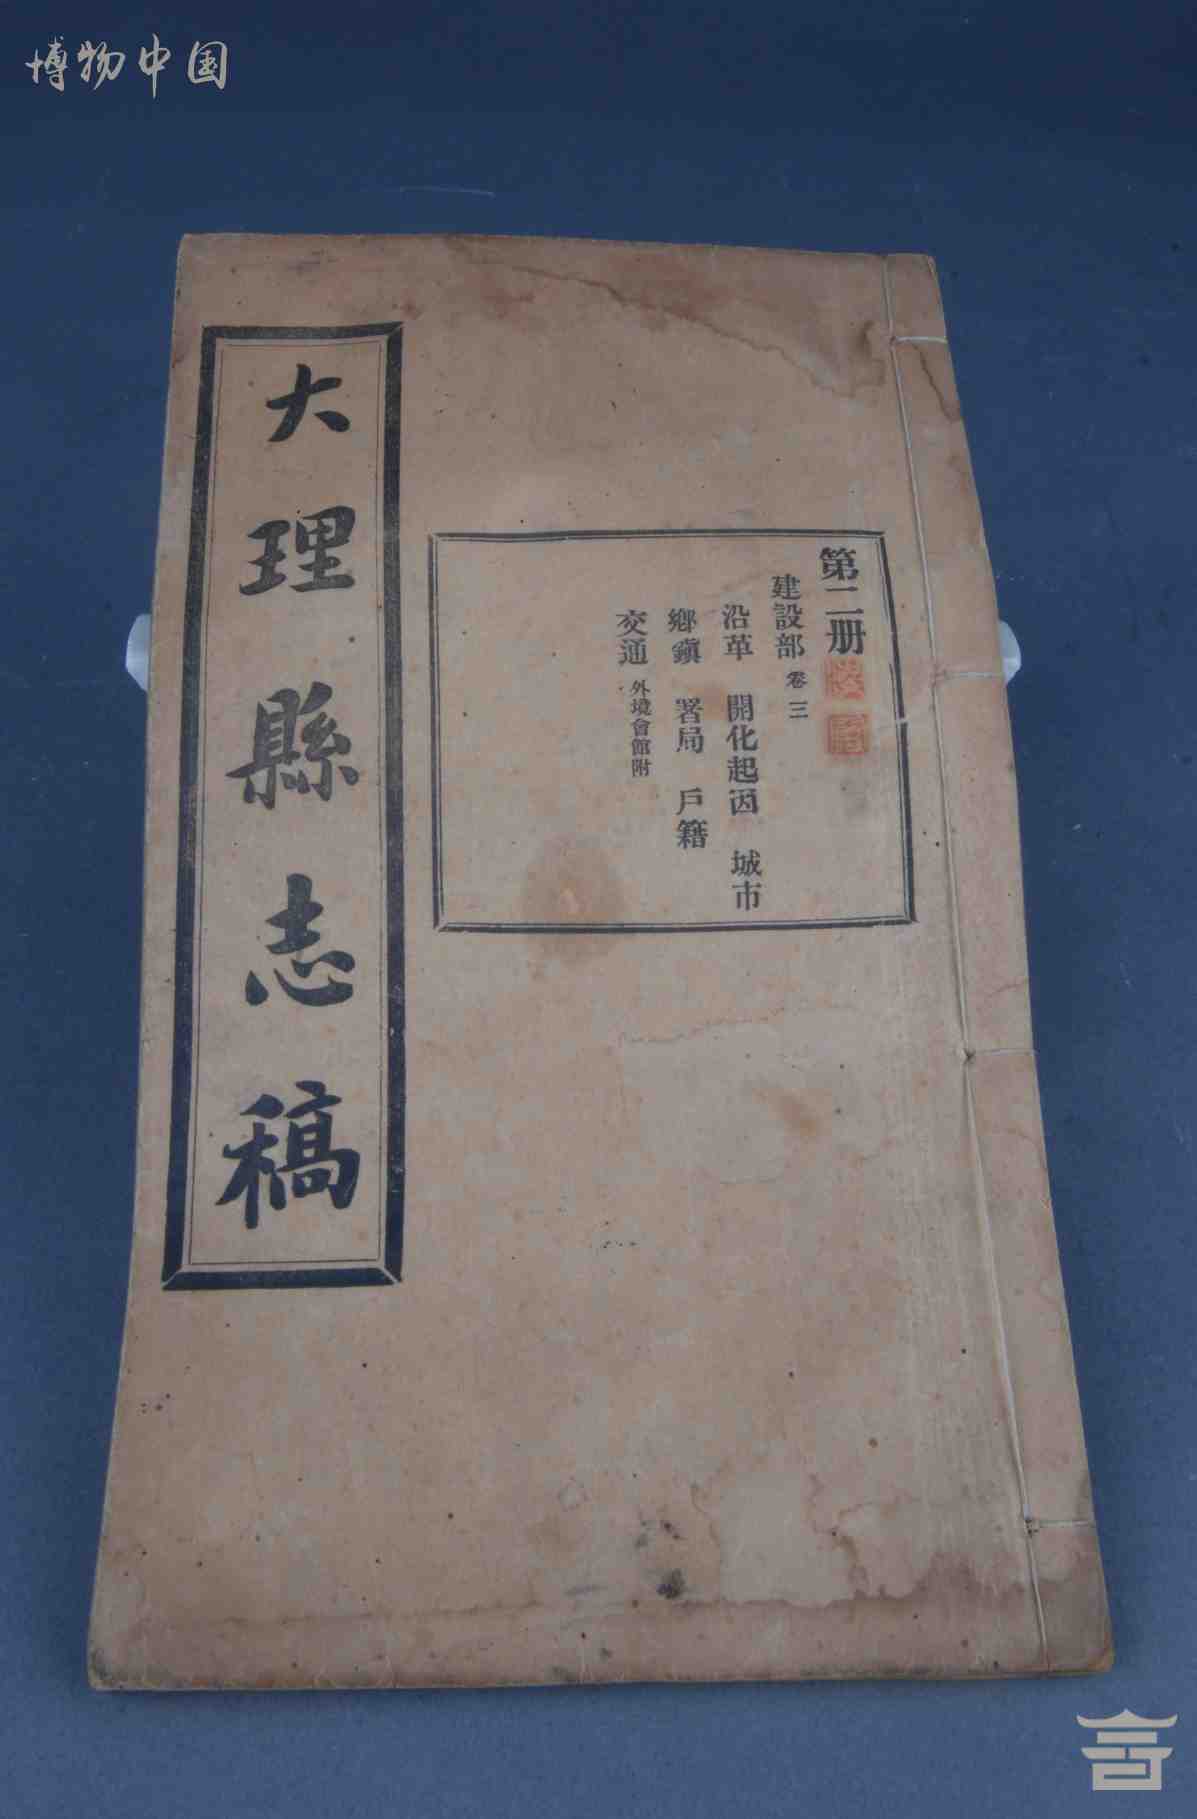 博物中国
大理縣志稿
第二册
建設部 卷三
沿革 開化起因 城市
鄉鎮 署局 戶籍
交通 外境會館附